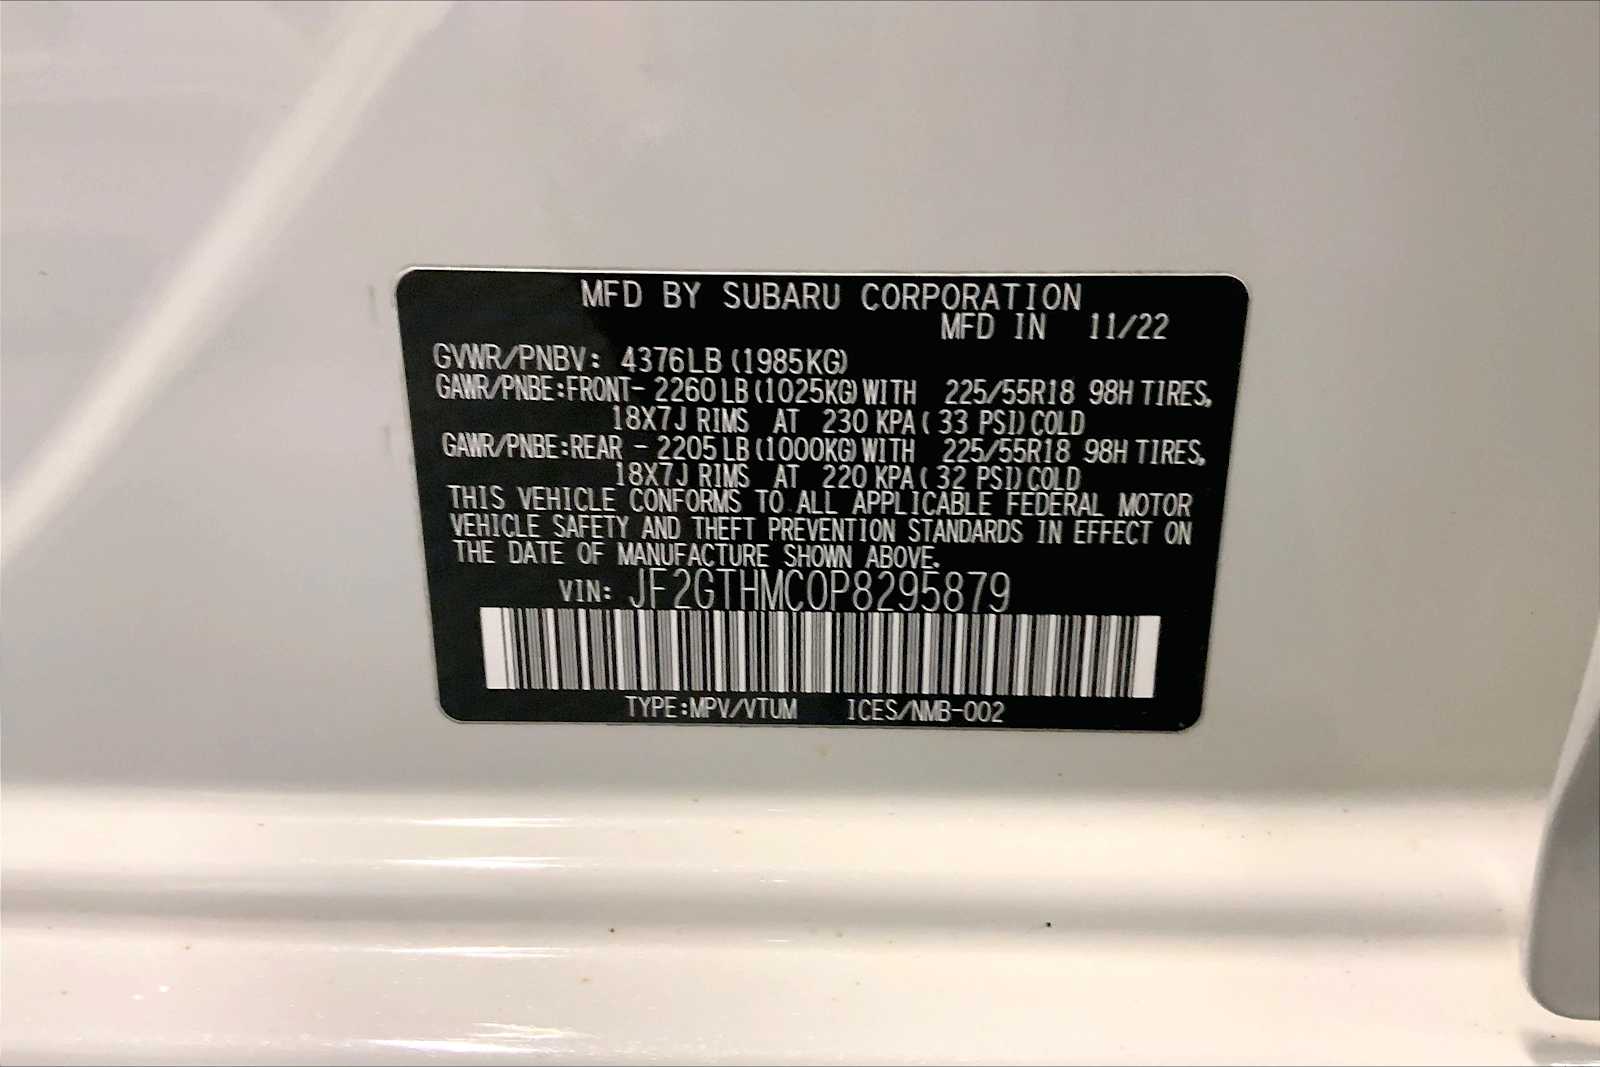 MFD BY SUBARU CORPORATION
MFD IN 11/22
GVWR/PNBV: 4376LB (1985KG)
GAWR/PNBE:FRONT- 2260LB (1025KG) WITH 225/55R18 98H TIRES,
18X7J RIMS AT 230 KPA( 33 PSI) COLD
GAWR/PNBE:REAR - 2205LB (1000KG) WITH 225/55R18 98H TIRES,
18X7J RIMS AT 220 KPA( 32 PSI) COLD
THIS VEHICLE CONFORMS TO ALL APPLICABLE FEDERAL MOTOR
VEHICLE SAFETY AND THEFT PREVENTION STANDARDS IN EFFECT ON
THE DATE OF MANUFACTURE SHOWN ABOVE.
VIN: JF2GTHMC0P8295879
TYPE:MPV/VTUM ICES/NMB-002